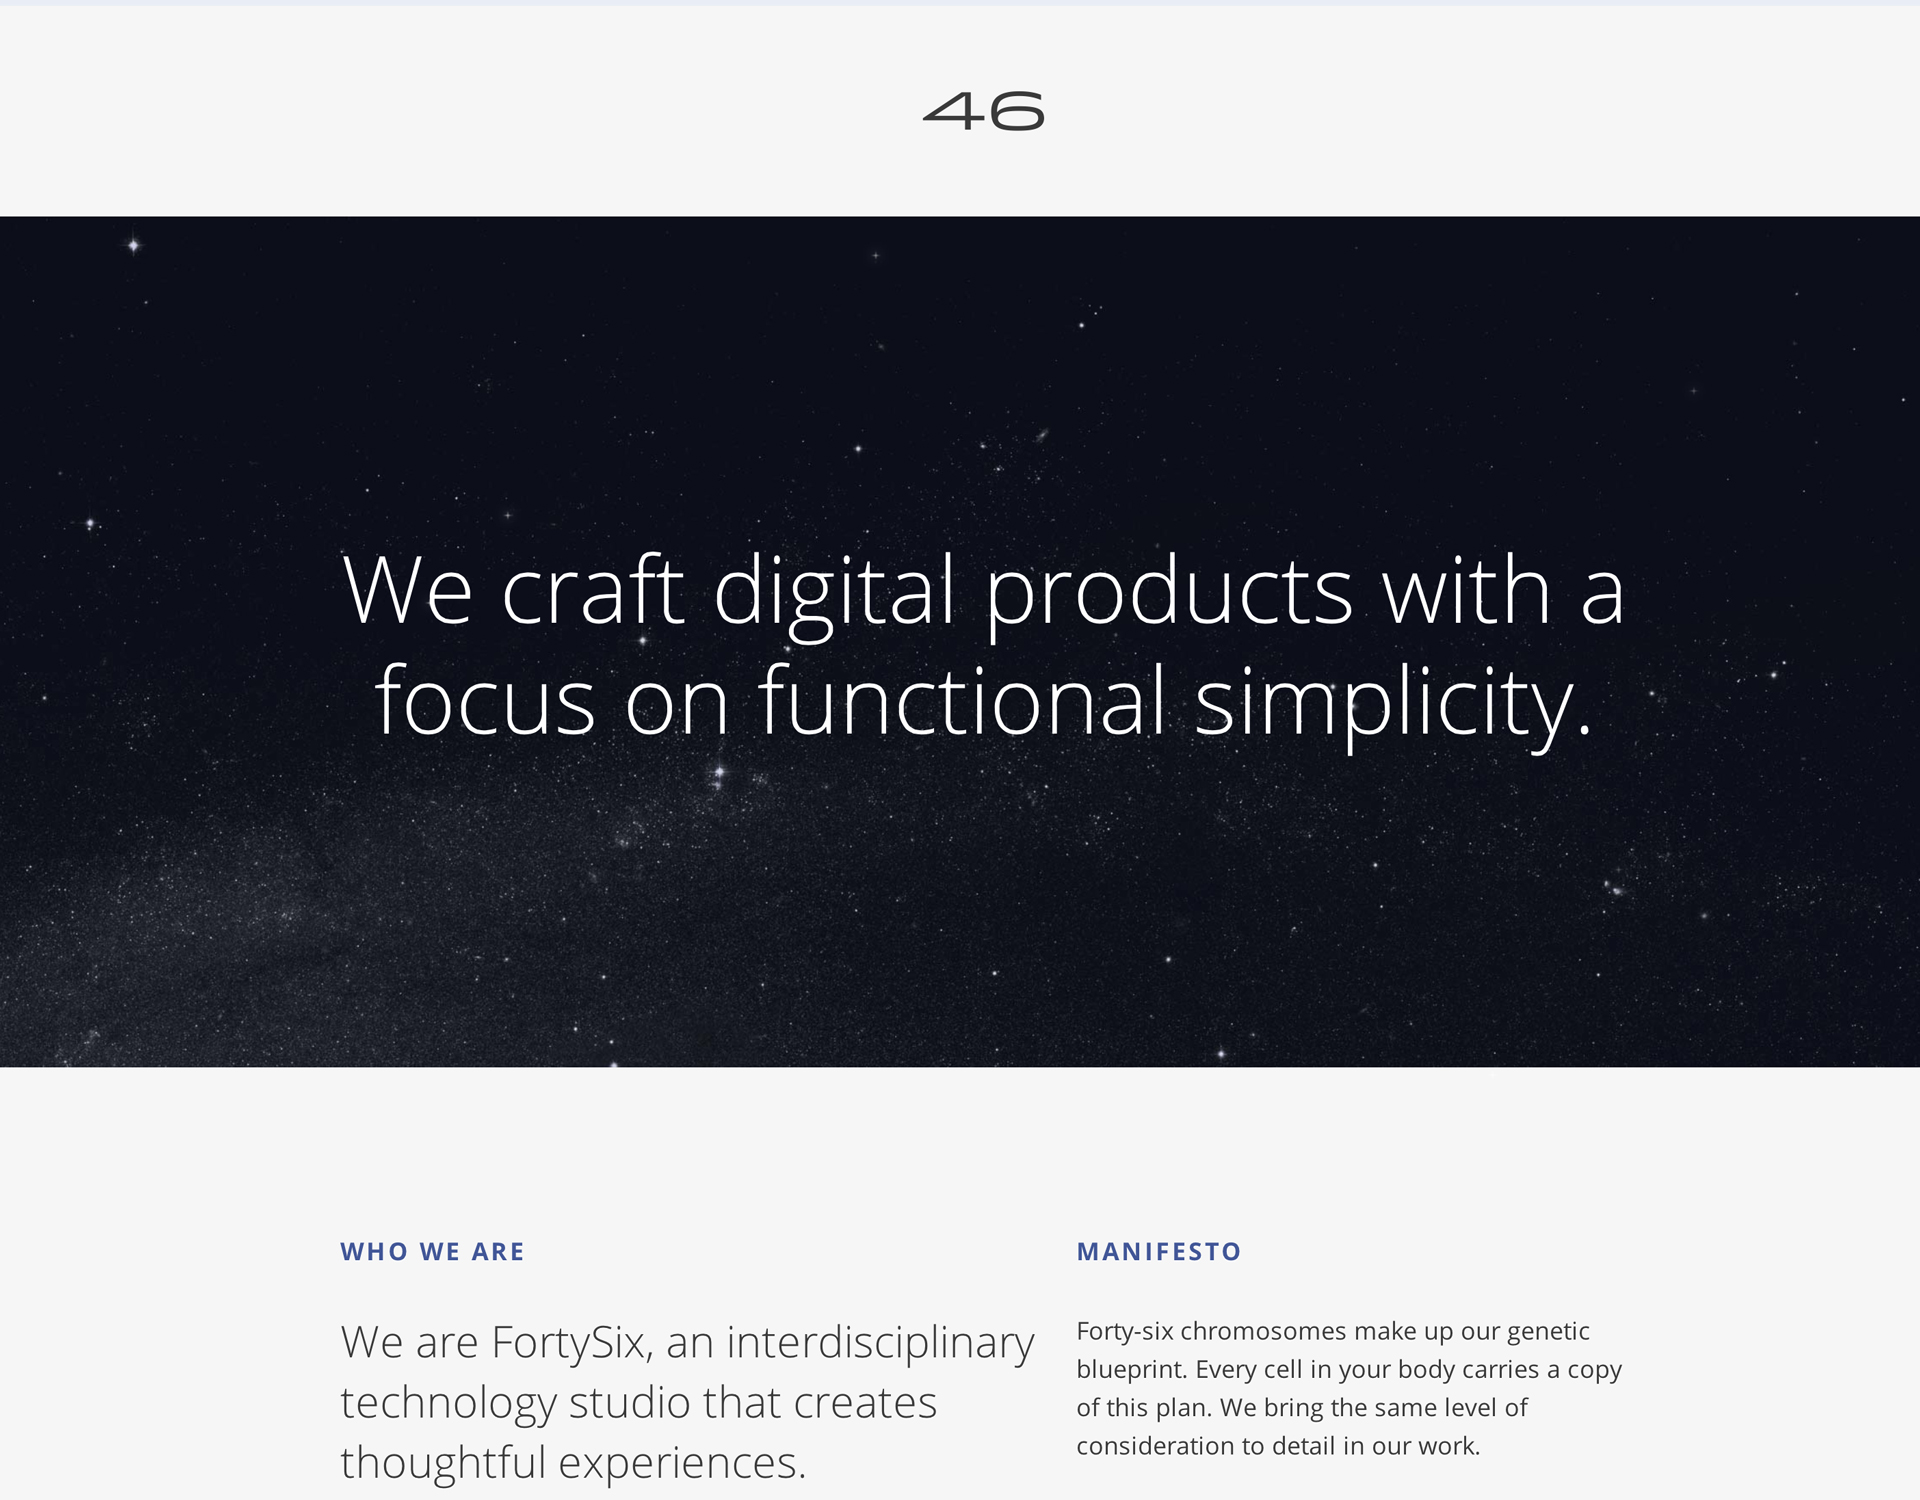 46
We craft digital products with a
focus on functional simplicity.
WHO WE ARE
We are FortySix, an interdisciplinary
technology studio that creates
thoughtful experiences.
MANIFESTO
Forty-six chromosomes make up our genetic
blueprint. Every cell in your body carries a copy
of this plan. We bring the same level of
consideration to detail in our work.